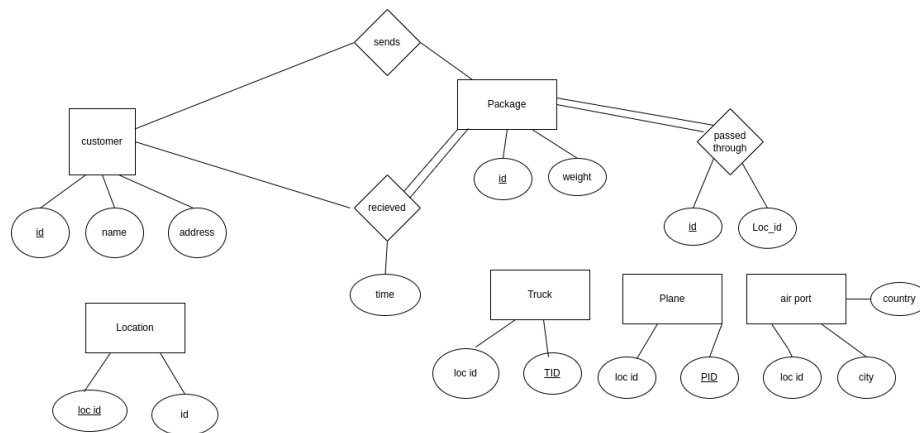 sends
Package
customer
passed
through
id
weight
recieved
id
name
address
id
Loc_id
time
Truck
Plane
air port
country
Location
loc id
TID
loc id
PID
loc id
city
loc id
id